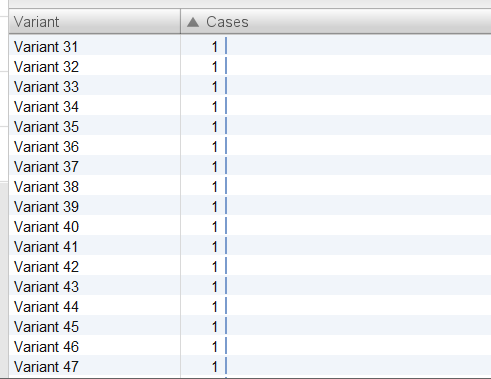 Variant ▲ Cases
Variant 31 1
Variant 32 1
Variant 33 1
Variant 34 1
Variant 35 1
Variant 36 1
Variant 37 1
Variant 38 1
Variant 39 1
Variant 40 1
Variant 41 1
Variant 42 1
Variant 43 1
Variant 44 1
Variant 45 1
Variant 46 1
Variant 47 1